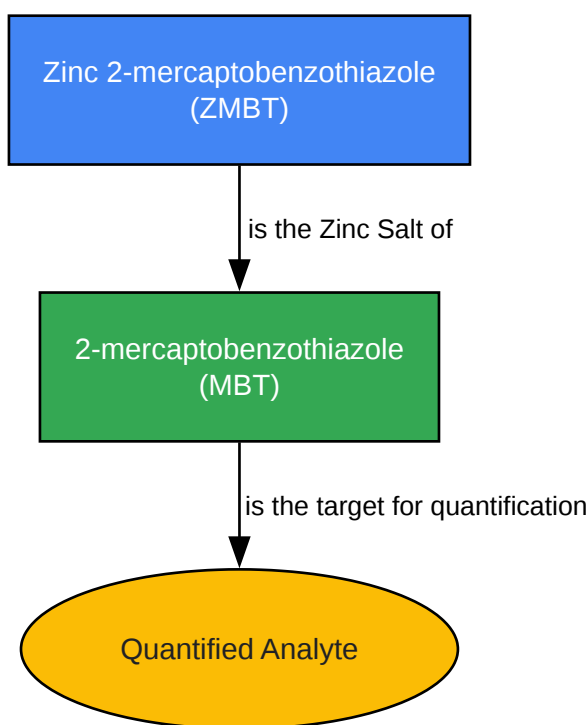 Zinc 2-mercaptobenzothiazole
(ZMBT)
is the Zinc Salt of
2-mercaptobenzothiazole
(MBT)
is the target for quantification
Quantified Analyte